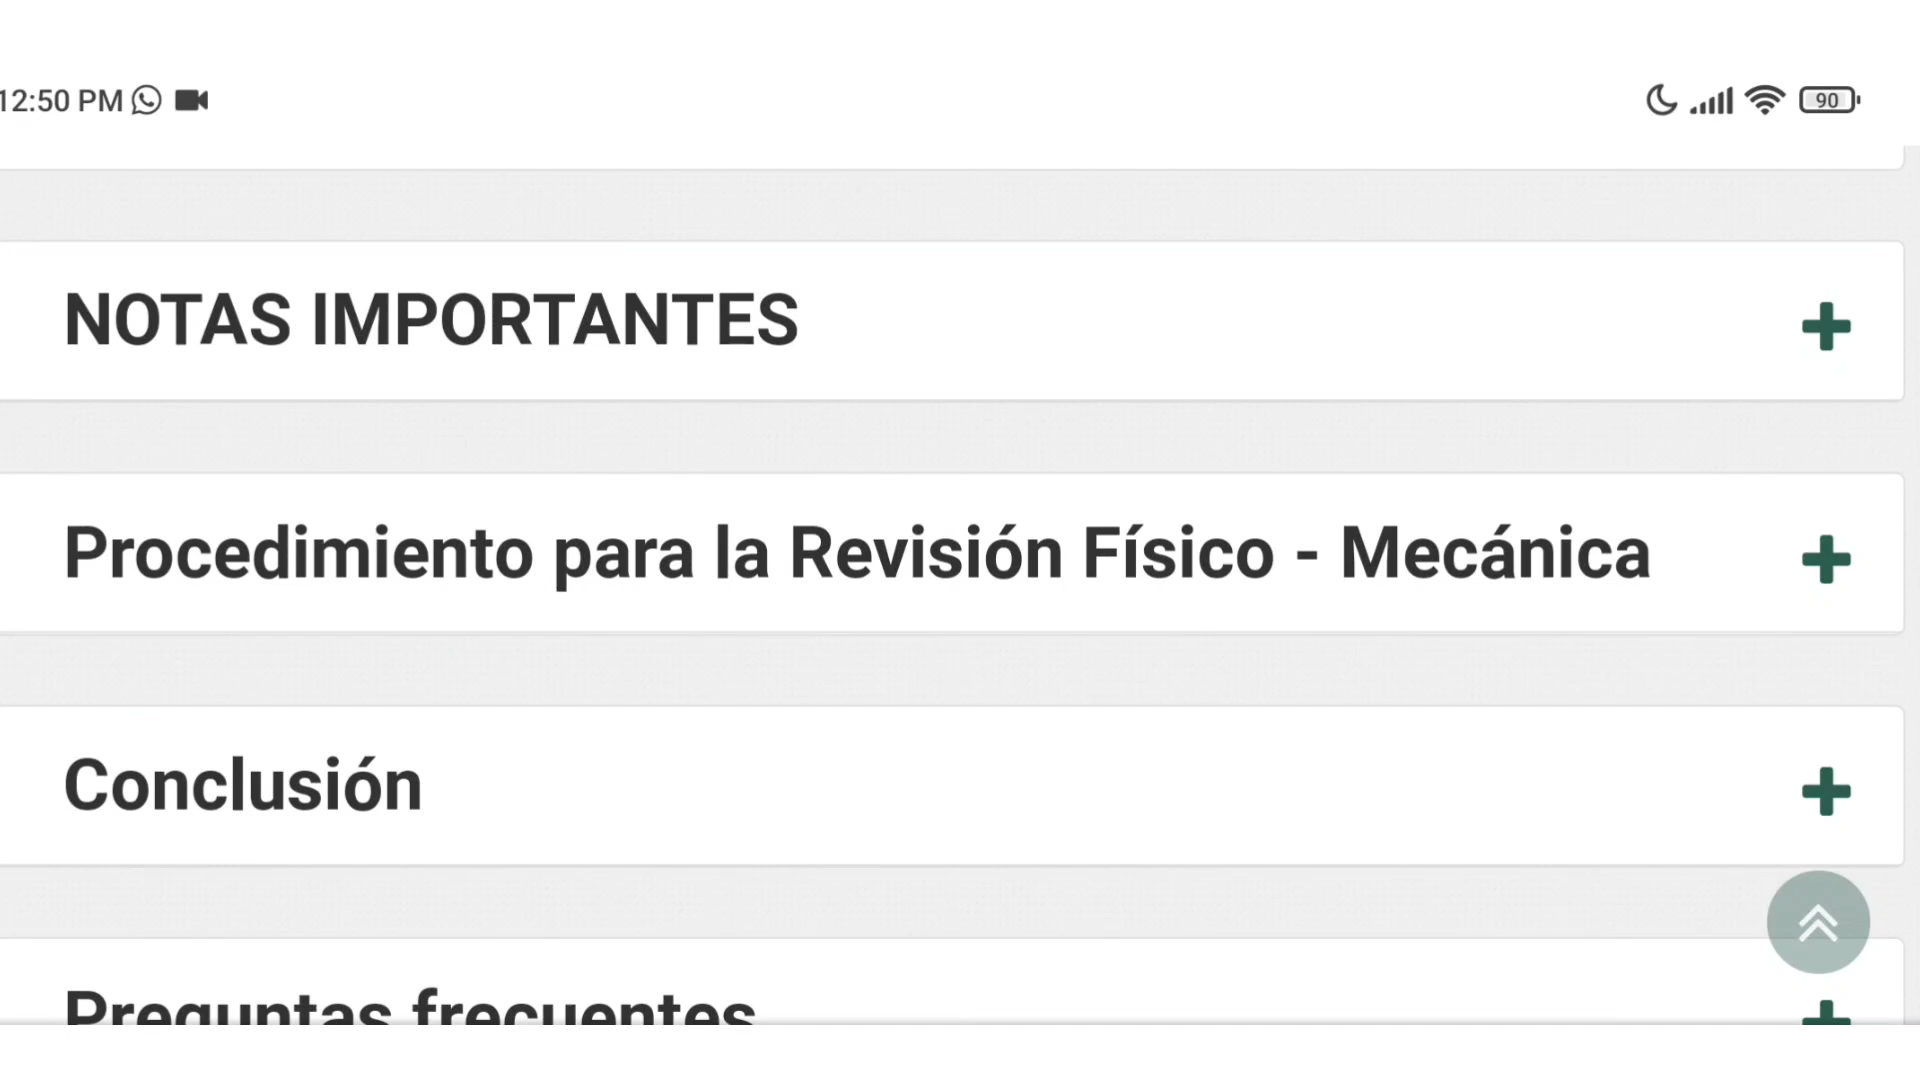 12:50 PM
90
NOTAS IMPORTANTES
Procedimiento para la Revisión Físico - Mecánica
Conclusión
Preguntas frecuentes